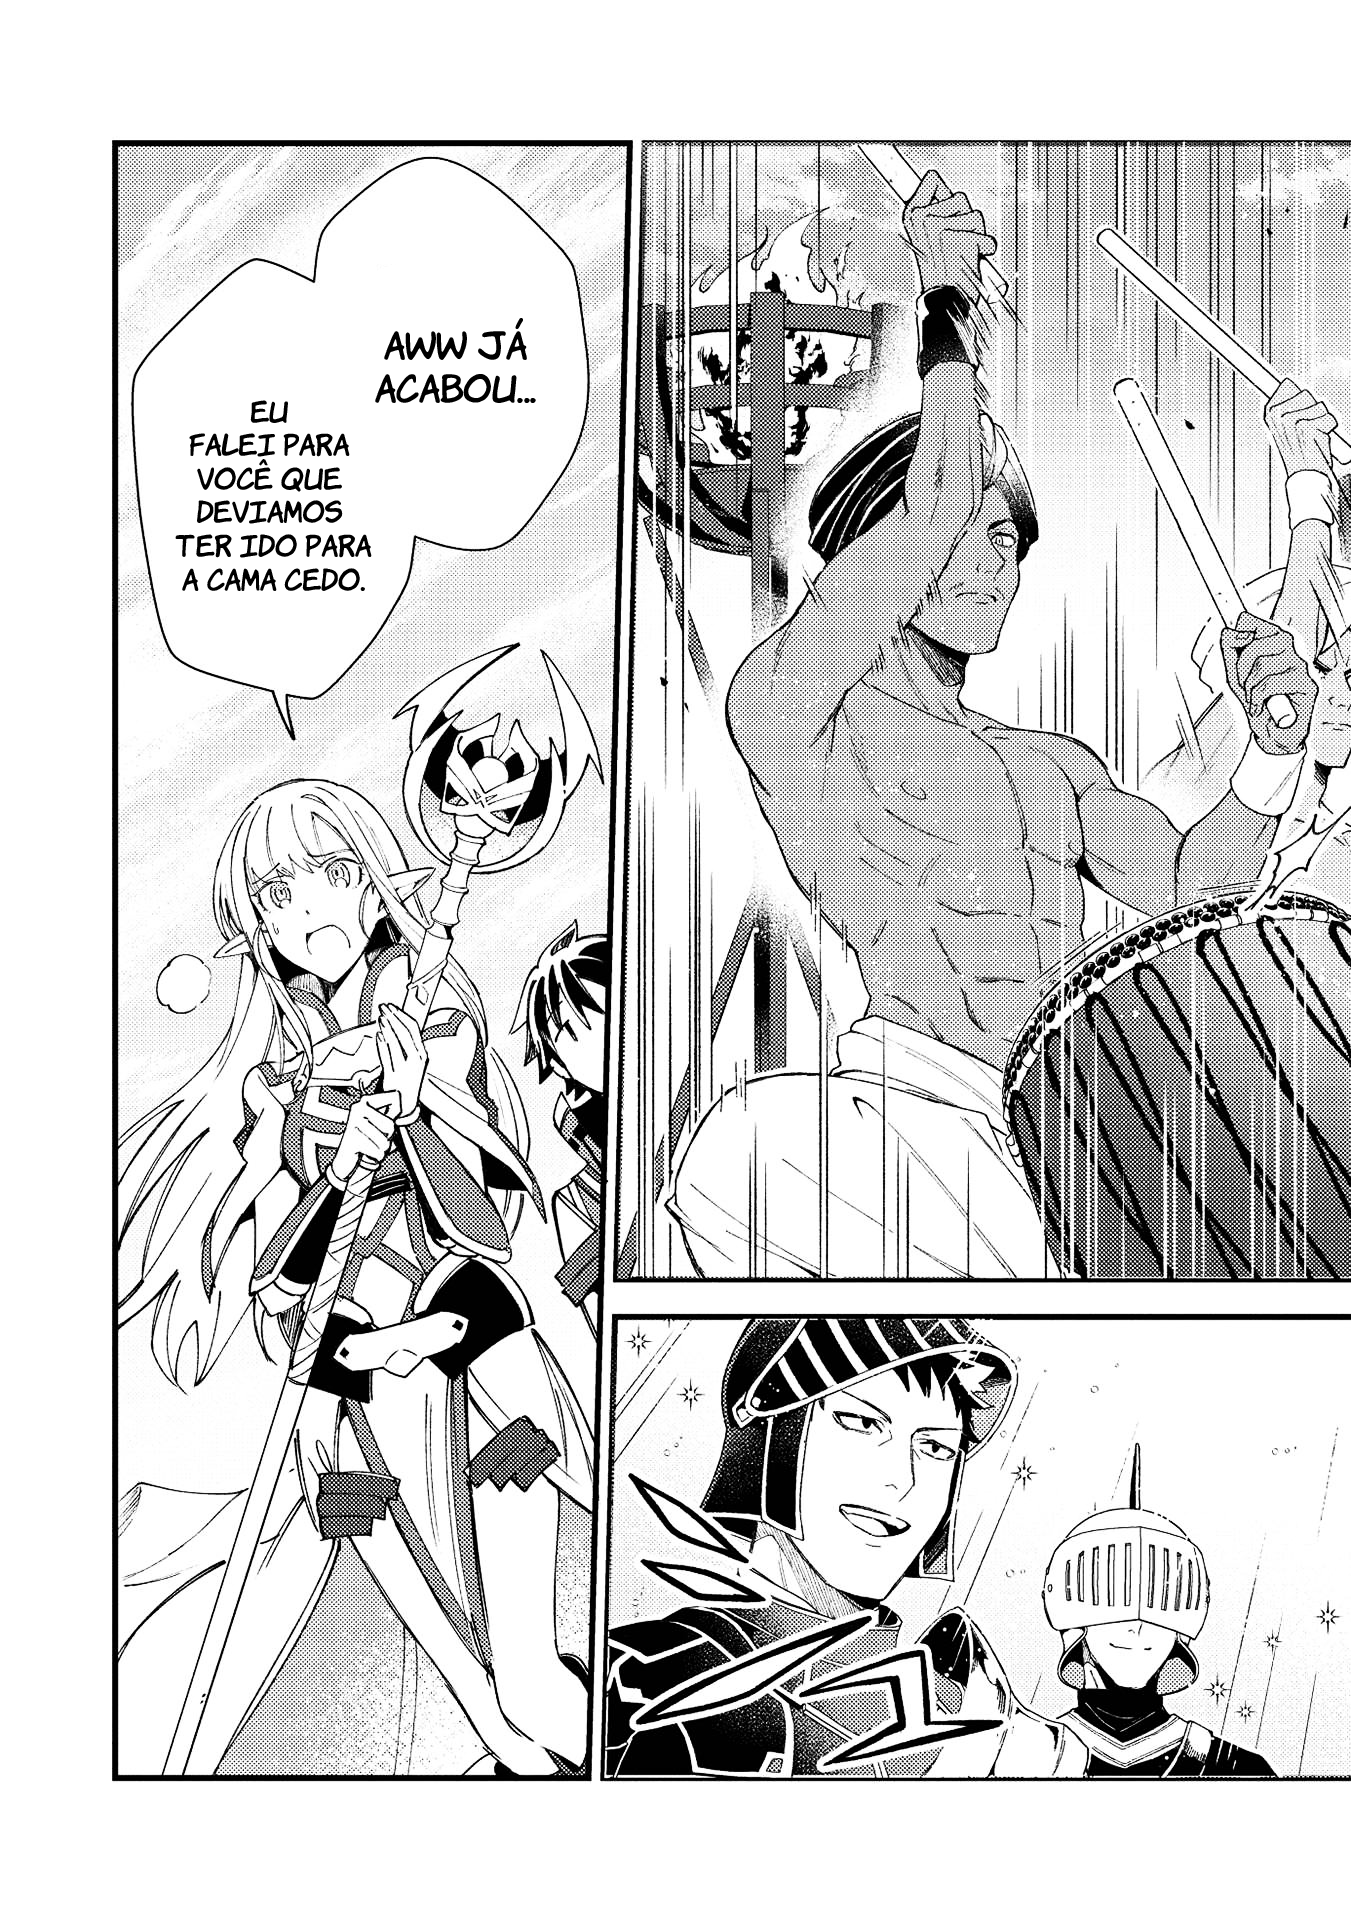 AWW JÁ
ACABOU...
EU
FALEI PARA
VOCÊ QUE
DEVIAMOS
TER IDO PARA
A CAMA CEDO.